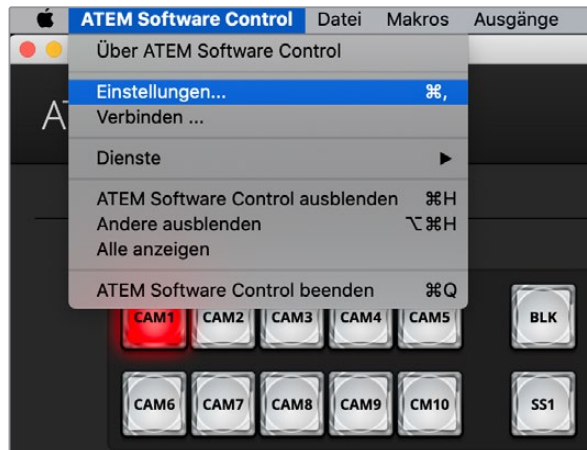 ATEM Software Control Datei Makros Ausgänge
Über ATEM Software Control
Einstellungen... ⌘,
AT
Verbinden ...
Dienste ▶
ATEM Software Control ausblenden ⌘H
Andere ausblenden ⌥⌘H
Alle anzeigen
ATEM Software Control beenden ⌘Q
CAM1 CAM2 CAM3 CAM4 CAM5 BLK
CAM6 CAM7 CAM8 CAM9 CM10 SS1